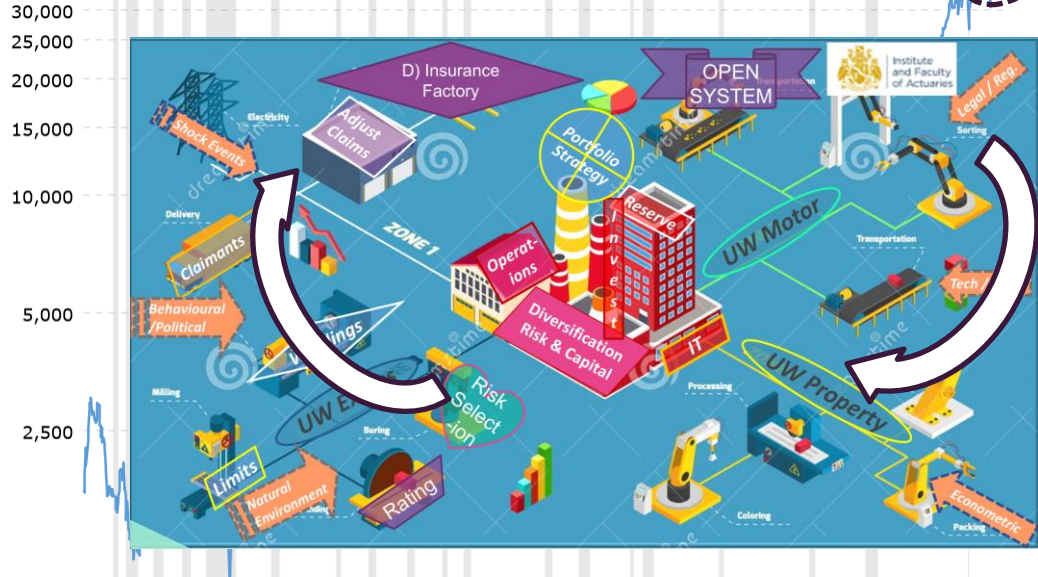 30,000
25,000
20,000
15,000
10,000
5,000
2,500
D) Insurance
Factory
OPEN
SYSTEM
Institute
and Faculty
of Actuaries
Legal / Reg.
Sorting
Electricity
Shock Events
Adjust
Claims
Portfolio
Strategy
Delivery
Claimants
ZONE 1
Operat-
ions
Invest
Reserve
UW Motor
Transportation
Tech /
Behavioural
/Political
Diversification
Risk & Capital
IT
UW Property
Processing
Milling
UW
Risk
Select
-ion
Boring
Limits
Natural
Environment
Rating
Coloring
Packing
Econometric